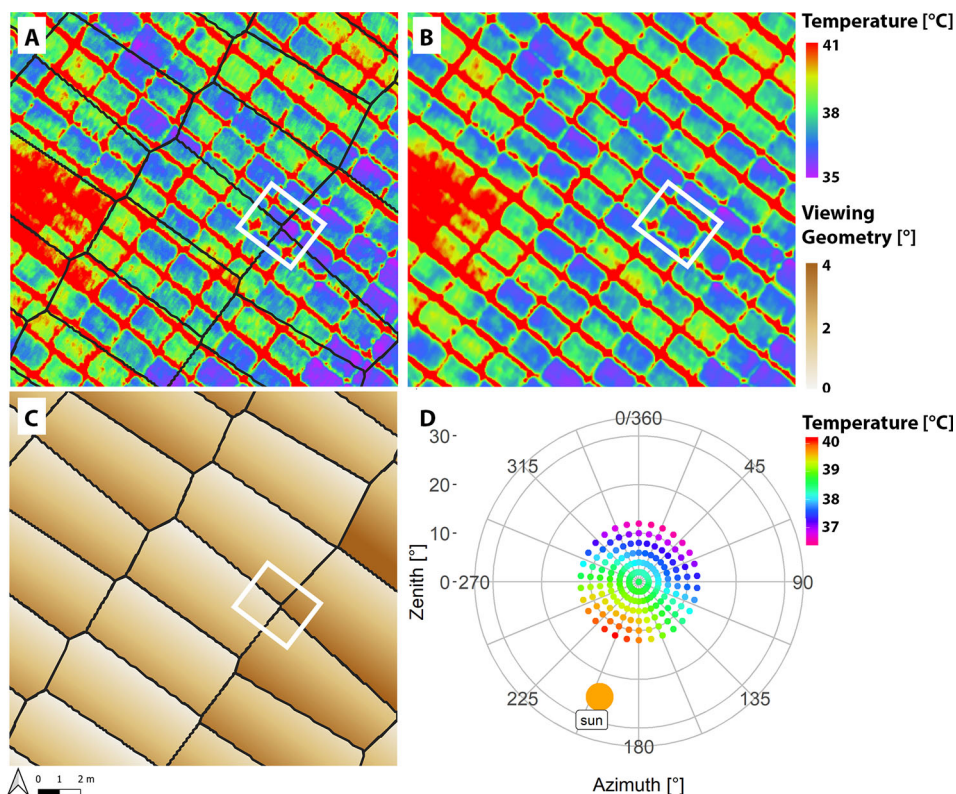 A
B
Temperature [°C]
41
38
35
Viewing
Geometry [°]
4
2
0
C
D
0/360
30 -
315
45
20
10
Zenith [°]
0 -270
90
225
135
sun
180
Azimuth [°]
Temperature [°C]
40
39
38
37
0 1 2 m